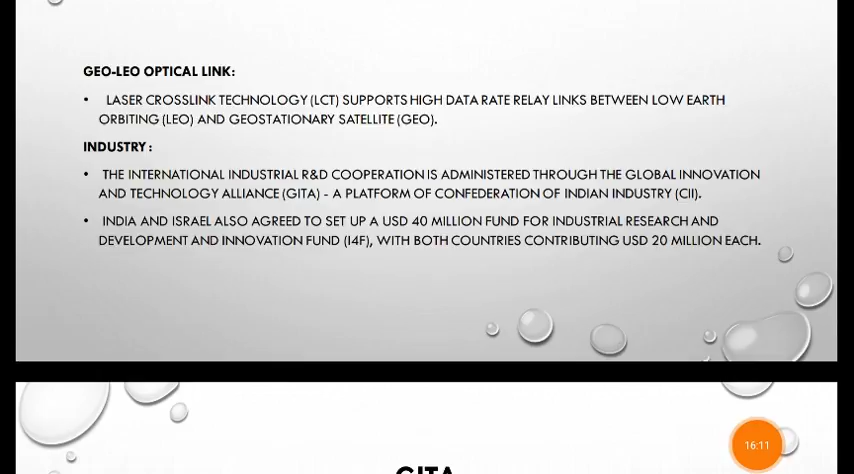 GEO-LEO OPTICAL LINK:
• LASER CROSSLINK TECHNOLOGY (LCT) SUPPORTS HIGH DATA RATE RELAY LINKS BETWEEN LOW EARTH
ORBITING (LEO) AND GEOSTATIONARY SATELLITE (GEO).
INDUSTRY :
• THE INTERNATIONAL INDUSTRIAL R&D COOPERATION IS ADMINISTERED THROUGH THE GLOBAL INNOVATION
AND TECHNOLOGY ALLIANCE (GITA) - A PLATFORM OF CONFEDERATION OF INDIAN INDUSTRY (CII).
• INDIA AND ISRAEL ALSO AGREED TO SET UP A USD 40 MILLION FUND FOR INDUSTRIAL RESEARCH AND
DEVELOPMENT AND INNOVATION FUND (I4F), WITH BOTH COUNTRIES CONTRIBUTING USD 20 MILLION EACH.
16:11
GITA